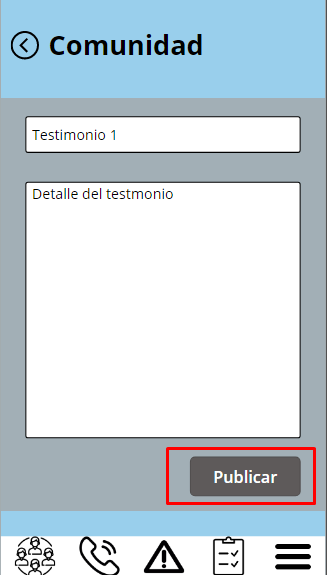 Comunidad
Testimonio 1
Detalle del testmonio
Publicar